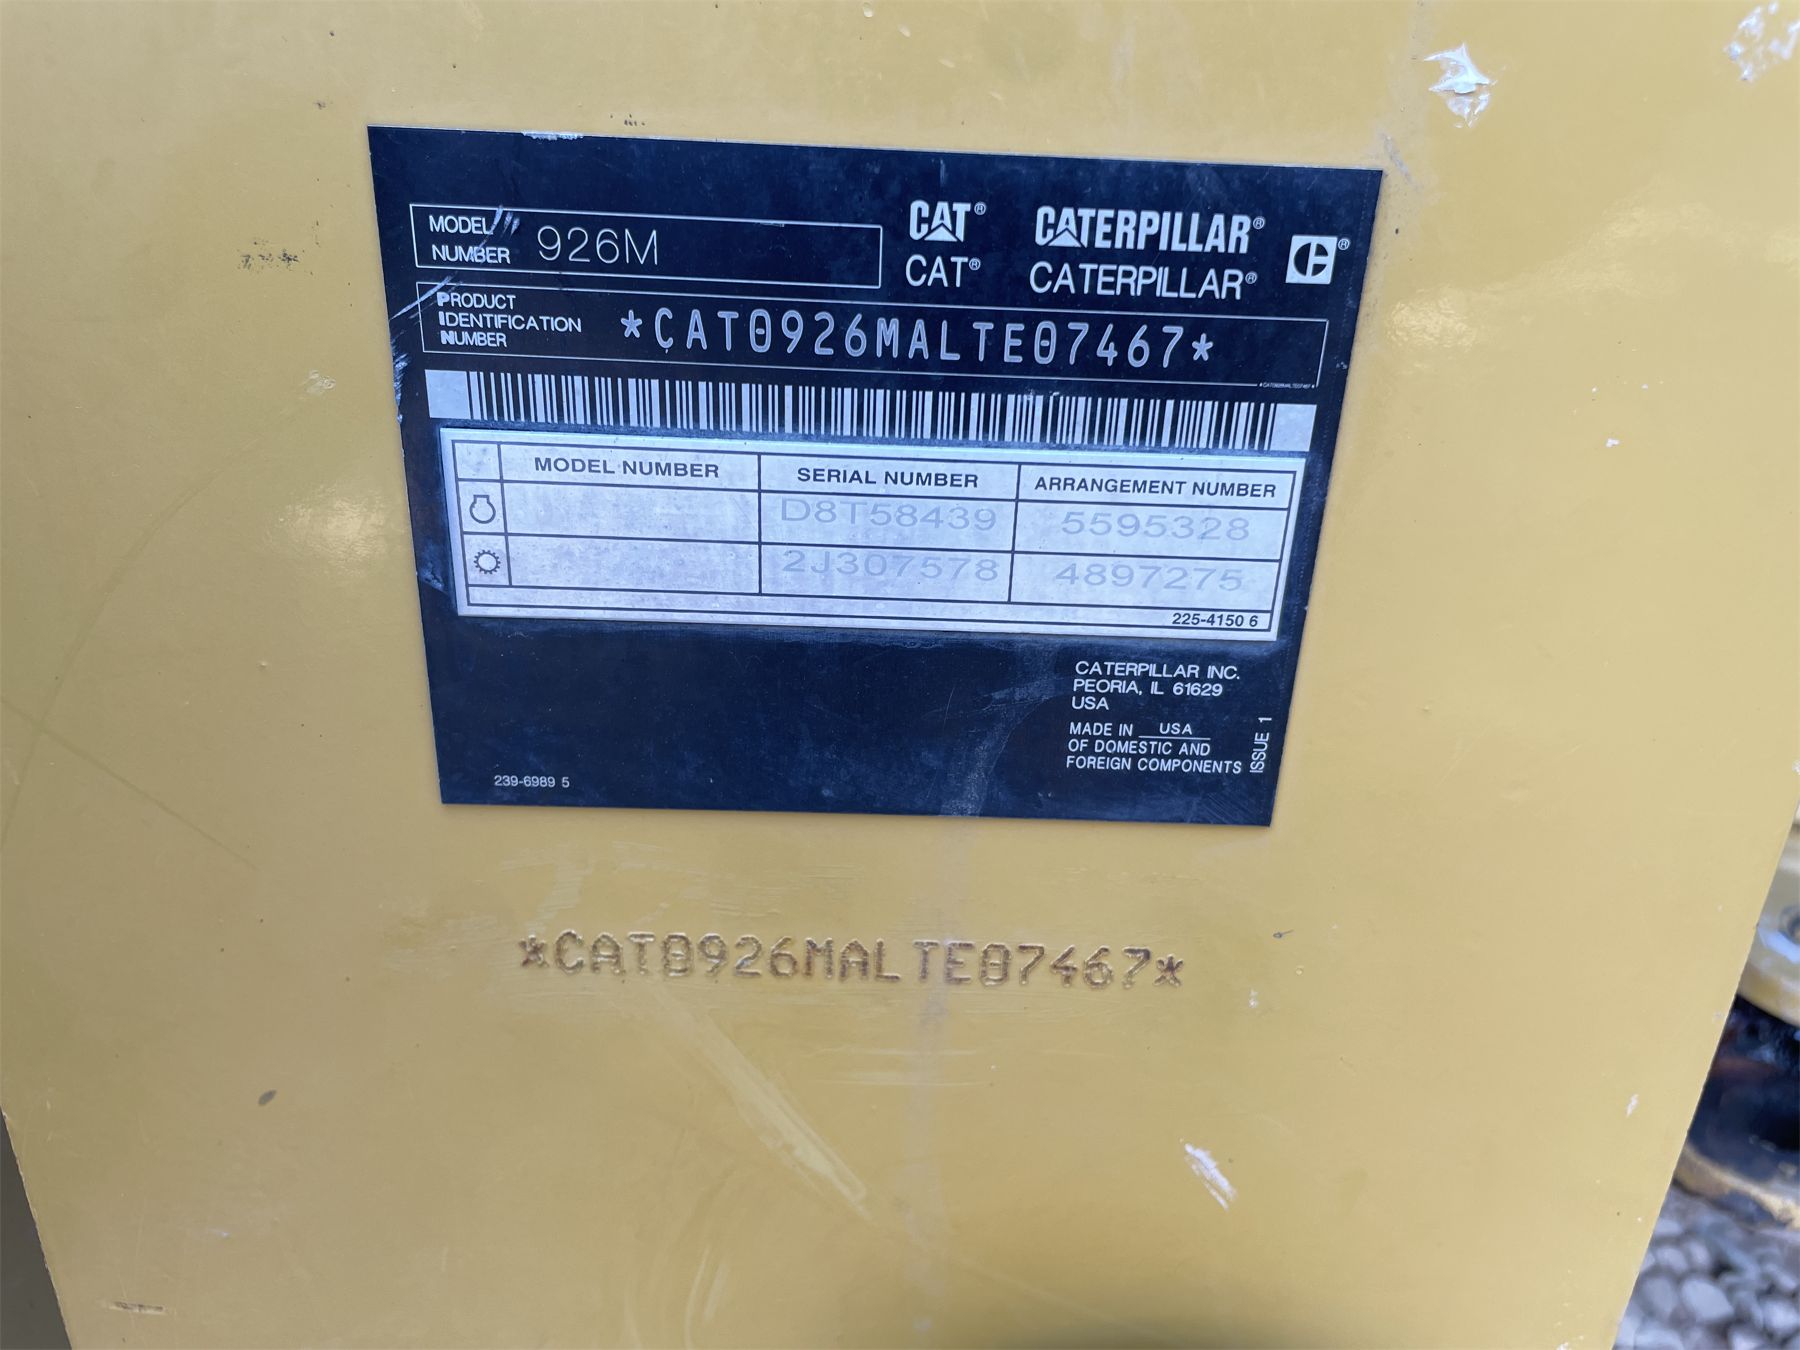 MODEL NUMBER 926M
CAT® CATERPILLAR®
CAT® CATERPILLAR®
PRODUCT IDENTIFICATION NUMBER *CAT0926MALTE07467*
*CAT0926MALTE07467*
MODEL NUMBER SERIAL NUMBER ARRANGEMENT NUMBER
D8T58439 5595328
2J307578 4897275
225-4150 6
CATERPILLAR INC.
PEORIA, IL 61629
USA
MADE IN USA
OF DOMESTIC AND
FOREIGN COMPONENTS
ISSUE 1
239-6989 5
*CAT0926MALTE07467*